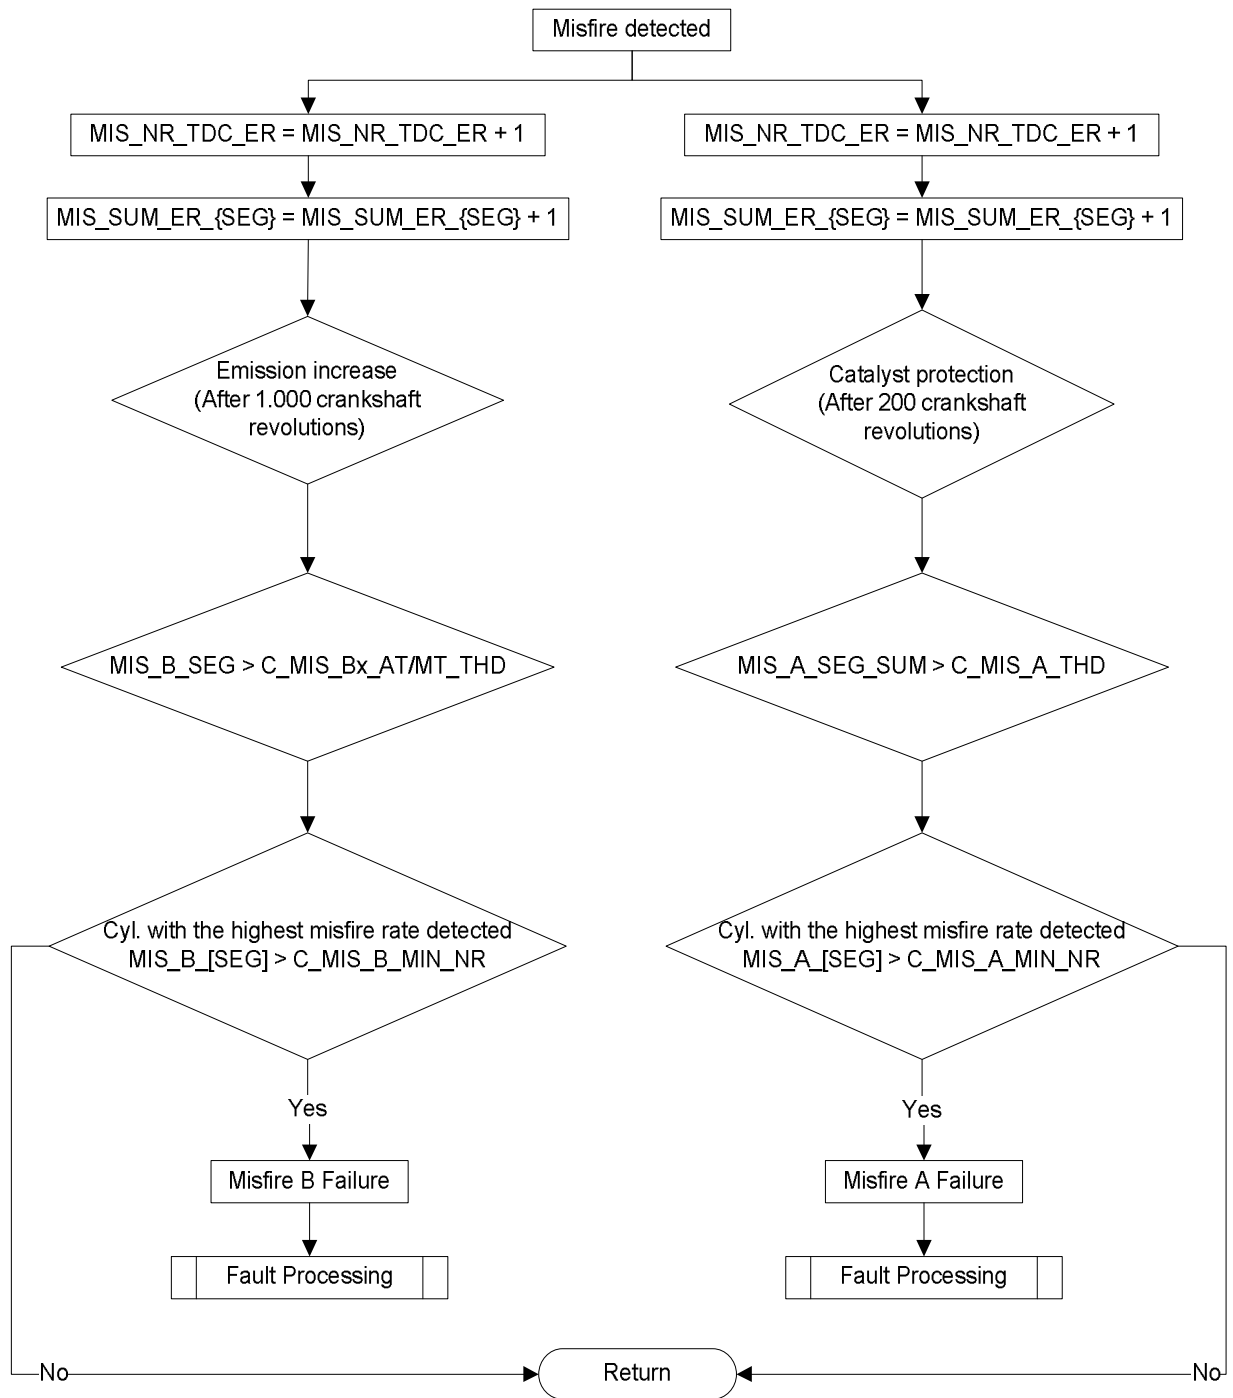 Misfire detected
MIS_NR_TDC_ER = MIS_NR_TDC_ER + 1
MIS_SUM_ER_{SEG} = MIS_SUM_ER_{SEG} + 1
Emission increase
(After 1.000 crankshaft
revolutions)
MIS_B_SEG > C_MIS_Bx_AT/MT_THD
Cyl. with the highest misfire rate detected
MIS_B_[SEG] > C_MIS_B_MIN_NR
Yes
Misfire B Failure
Fault Processing
No
MIS_NR_TDC_ER = MIS_NR_TDC_ER + 1
MIS_SUM_ER_{SEG} = MIS_SUM_ER_{SEG} + 1
Catalyst protection
(After 200 crankshaft
revolutions)
MIS_A_SEG_SUM > C_MIS_A_THD
Cyl. with the highest misfire rate detected
MIS_A_[SEG] > C_MIS_A_MIN_NR
Yes
Misfire A Failure
Fault Processing
No
Return